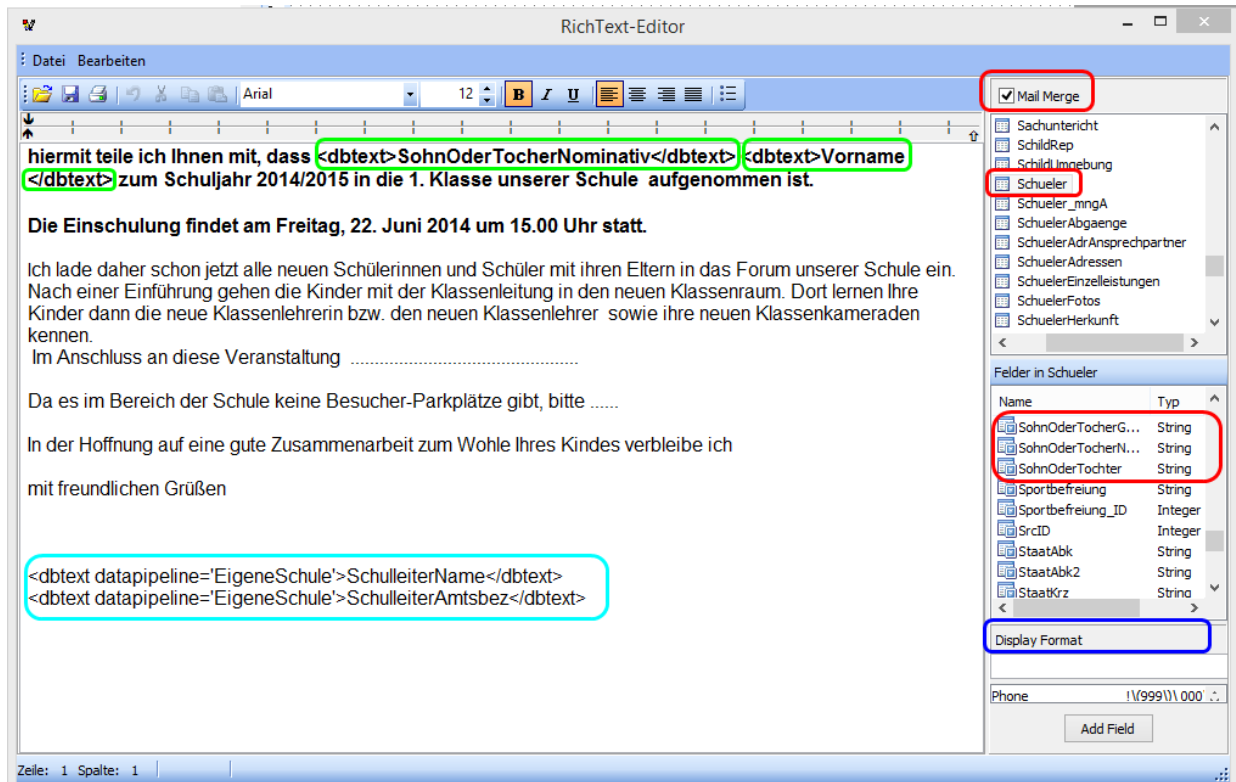 RichText-Editor
Datei Bearbeiten
Arial 12 B I U
Mail Merge
hiermit teile ich Ihnen mit, dass <dbtext>SohnOderTocherNominativ</dbtext> <dbtext>Vorname
</dbtext> zum Schuljahr 2014/2015 in die 1. Klasse unserer Schule aufgenommen ist.
Die Einschulung findet am Freitag, 22. Juni 2014 um 15.00 Uhr statt.
Ich lade daher schon jetzt alle neuen Schülerinnen und Schüler mit ihren Eltern in das Forum unserer Schule ein.
Nach einer Einführung gehen die Kinder mit der Klassenleitung in den neuen Klassenraum. Dort lernen Ihre
Kinder dann die neue Klassenlehrerin bzw. den neuen Klassenlehrer sowie ihre neuen Klassenkameraden
kennen.
Im Anschluss an diese Veranstaltung ..............................................
Da es im Bereich der Schule keine Besucher-Parkplätze gibt, bitte ......
In der Hoffnung auf eine gute Zusammenarbeit zum Wohle Ihres Kindes verbleibe ich
mit freundlichen Grüßen
<dbtext datapipeline='EigeneSchule'>SchulleiterName</dbtext>
<dbtext datapipeline='EigeneSchule'>SchulleiterAmtsbez</dbtext>
Sachuntericht
SchildRep
SchildUmgebung
Schueler
Schueler_mngA
SchuelerAbgaenge
SchuelerAdrAnsprechpartner
SchuelerAdressen
SchuelerEinzelleistungen
SchuelerFotos
SchuelerHerkunft
Felder in Schueler
Name Typ
SohnOderTocherG... String
SohnOderTocherN... String
SohnOderTochter String
Sportbefreiung String
Sportbefreiung_ID Integer
SrcID Integer
StaatAbk String
StaatAbk2 String
StaatKrz String
Display Format
Phone !\(999\)\ 000
Add Field
Zeile: 1 Spalte: 1